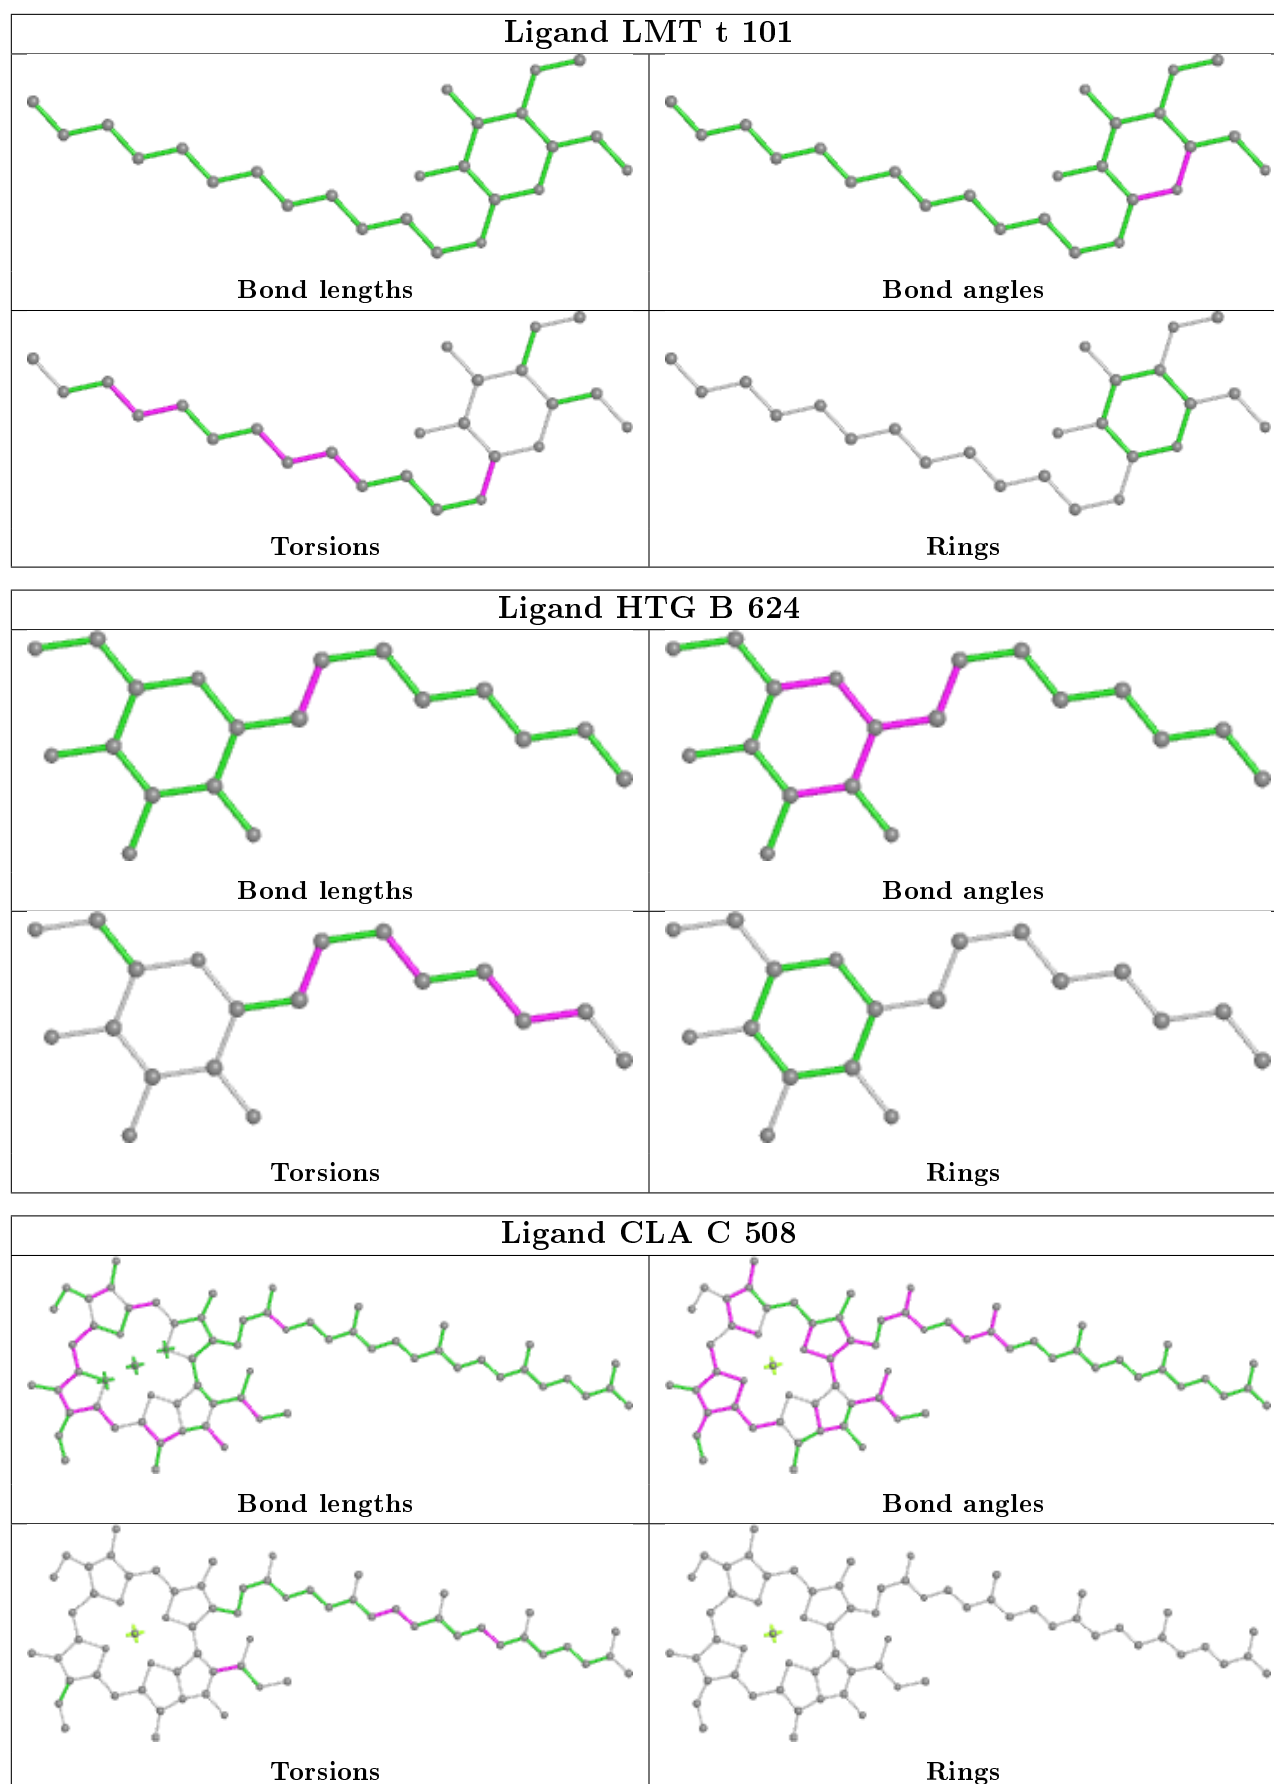 Ligand LMT t 101
Bond lengths
Bond angles
Torsions
Rings
Ligand HTG B 624
Bond lengths
Bond angles
Torsions
Rings
Ligand CLA C 508
Bond lengths
Bond angles
Torsions
Rings